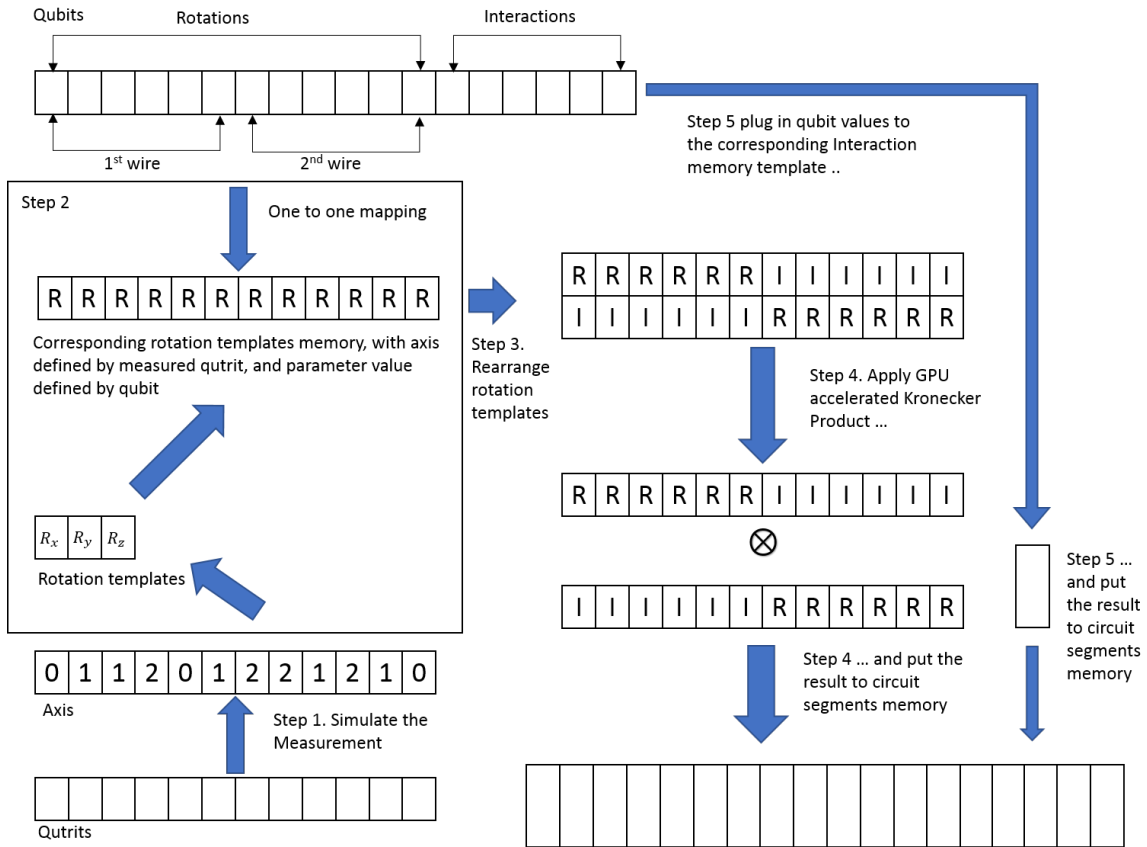 Qubits
Rotations
Interactions
1st wire
2nd wire
Step 5 plug in qubit values to
the corresponding Interaction
memory template ..
Step 2
One to one mapping
R R R R R R R R R R R R
Corresponding rotation templates memory, with axis
defined by measured qutrit, and parameter value
defined by qubit
Step 3.
Rearrange
rotation
templates
R R R R R R I I I I I I
I I I I I I R R R R R R
Step 4. Apply GPU
accelerated Kronecker
Product ...
R R R R R R I I I I I I
⊗
I I I I I I R R R R R R
Rx Ry Rz
Rotation templates
Step 5 ...
and put
the result
to circuit
segments
memory
0 1 1 2 0 1 2 2 1 2 1 0
Axis
Step 1. Simulate the
Measurement
Step 4 ... and put the
result to circuit
segments memory
Qutrits